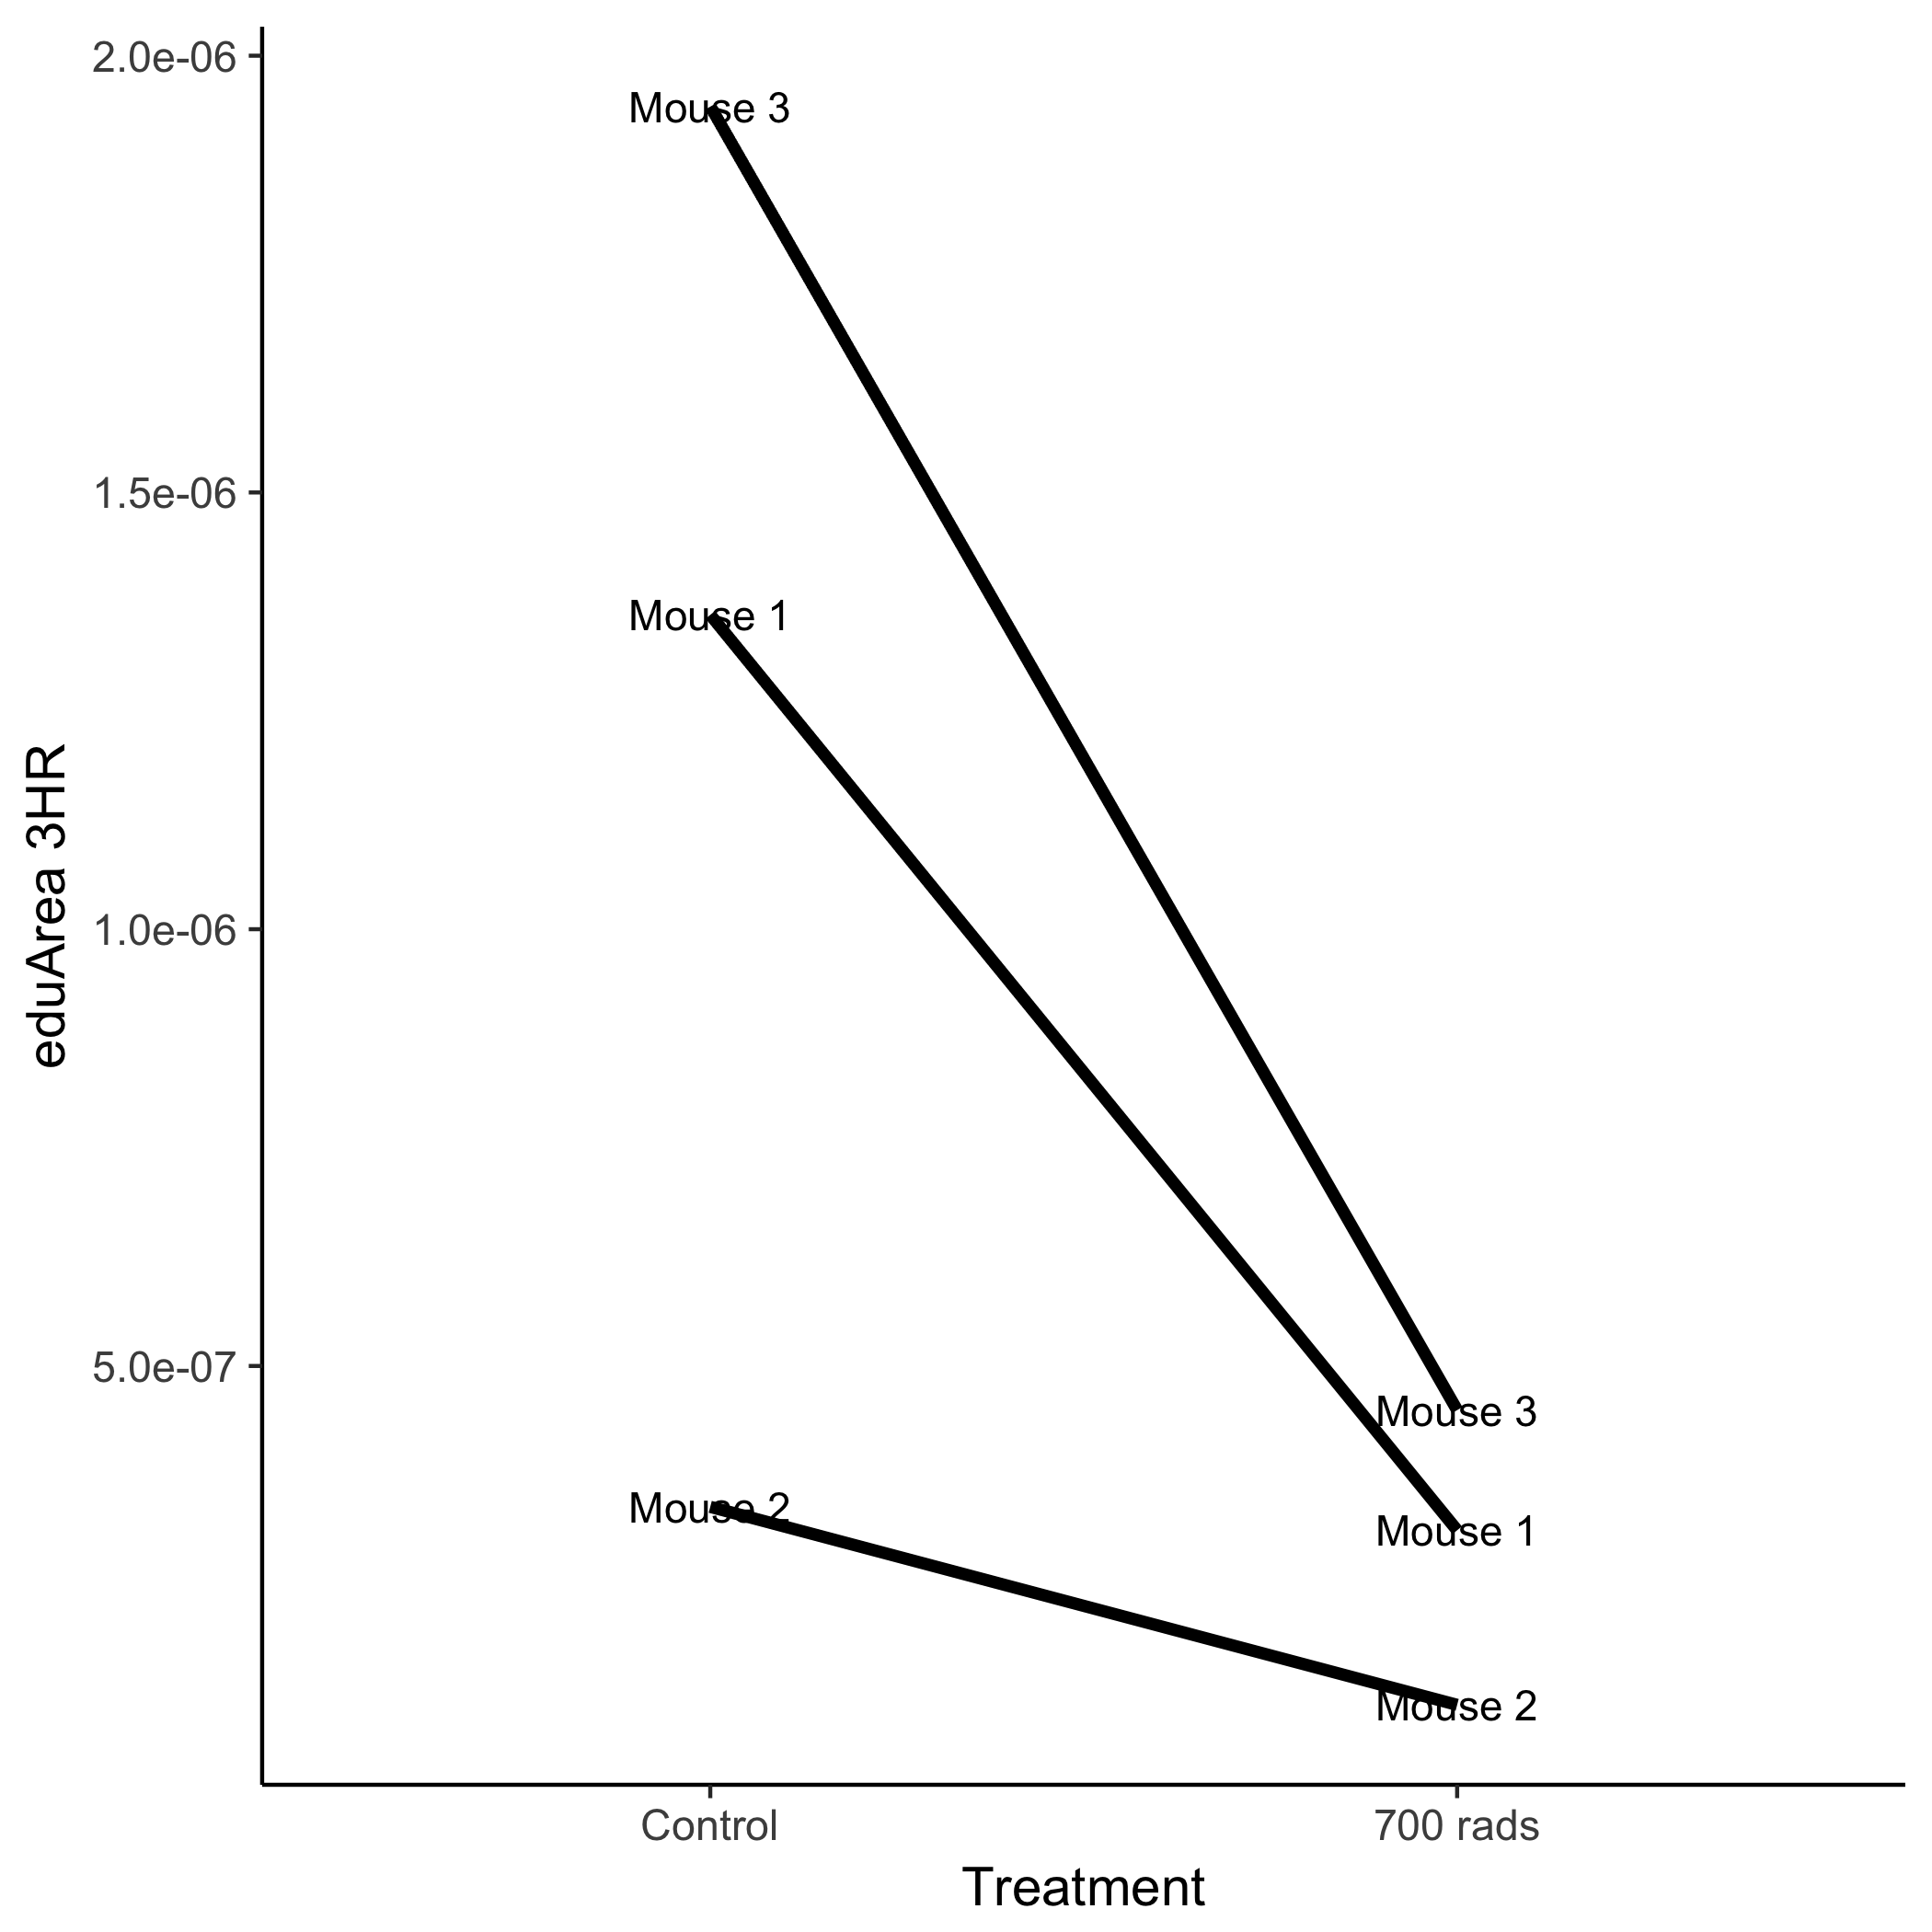 2.0e-06
Mouse 3
1.5e-06
Mouse 1
eduArea 3HR
1.0e-06
5.0e-07
Mouse 3
Mouse 2
Mouse 1
Mouse 2
Control
700 rads
Treatment